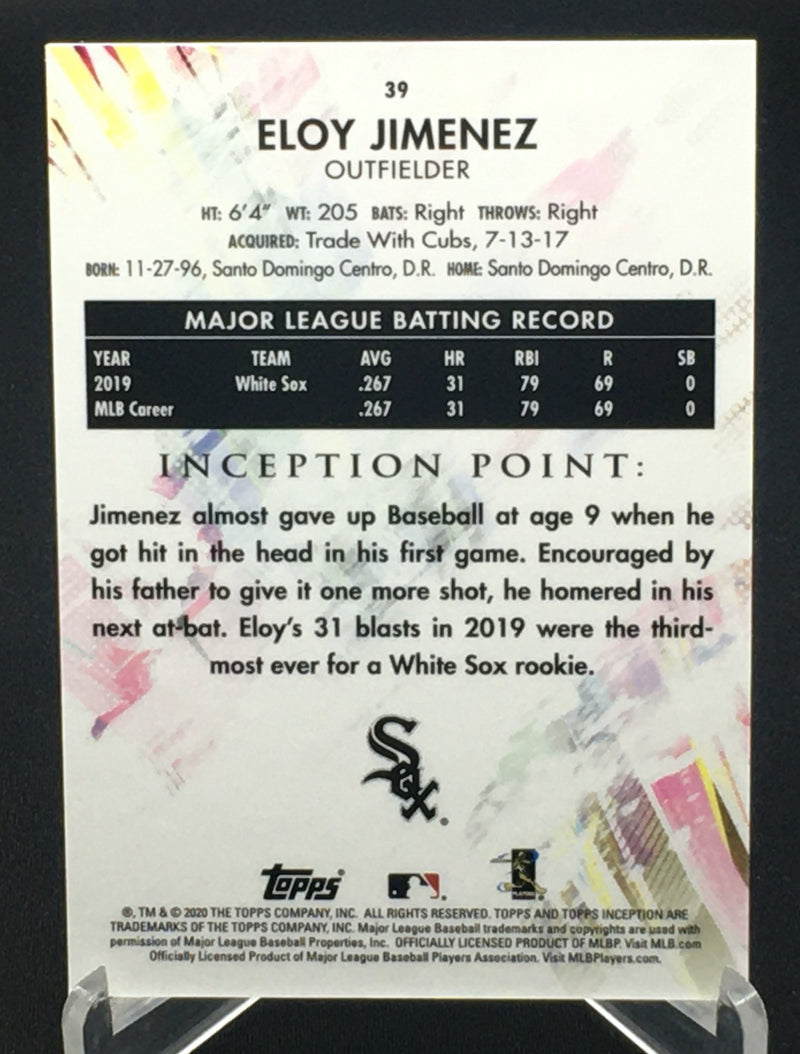 39
ELOY JIMENEZ
OUTFIELDER
HT: 6'4" WT: 205 BATS: Right THROWS: Right
ACQUIRED: Trade With Cubs, 7-13-17
BORN: 11-27-96, Santo Domingo Centro, D.R. HOME: Santo Domingo Centro, D.R.
MAJOR LEAGUE BATTING RECORD
YEAR TEAM AVG HR RBI R SB
2019 White Sox .267 31 79 69 0
MLB Career .267 31 79 69 0
INCEPTION POINT:
Jimenez almost gave up Baseball at age 9 when he
got hit in the head in his first game. Encouraged by
his father to give it one more shot, he homered in his
next at-bat. Eloy's 31 blasts in 2019 were the third-
most ever for a White Sox rookie.
Sox®
Topps®
®, TM & © 2020 THE TOPPS COMPANY, INC. ALL RIGHTS RESERVED. TOPPS AND TOPPS INCEPTION ARE
TRADEMARKS OF THE TOPPS COMPANY, INC. Major League Baseball trademarks and copyrights are used with
permission of Major League Baseball Properties, Inc. OFFICIALLY LICENSED PRODUCT OF MLBP. Visit MLB.com
Officially Licensed Product of Major League Baseball Players Association. Visit MLBPlayers.com.